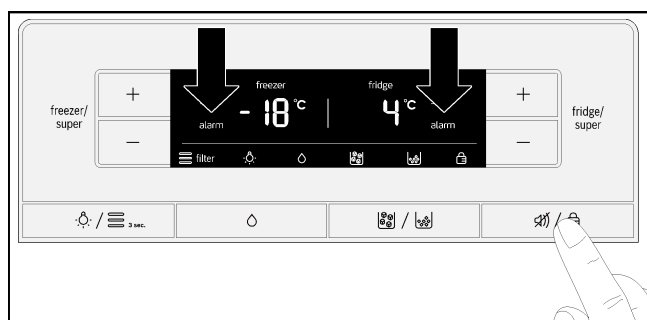 freezer/
super
+
−
alarm
freezer
- 18 °C
fridge
4 °C
alarm
filter
+
−
fridge/
super
/ 3 sec.
/
/